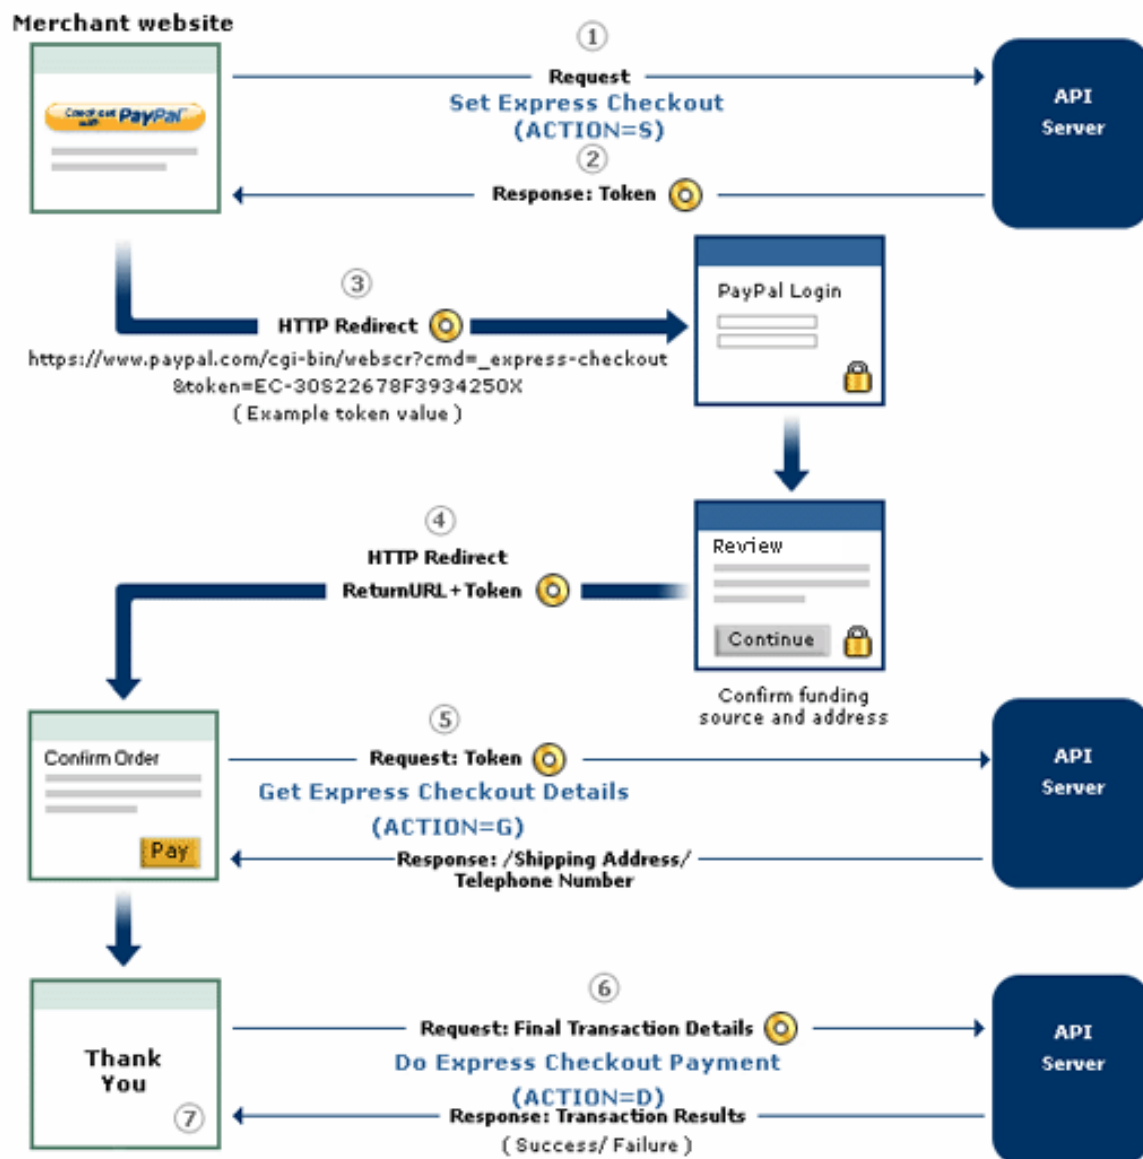 Merchant website
①
Request
Set Express Checkout
(ACTION=S)
API
Server
Check out
with PayPal
②
Response: Token
③
HTTP Redirect
https://www.paypal.com/cgi-bin/webscr?cmd=_express-checkout
&token=EC-30S22678F3934250X
( Example token value )
PayPal Login
④
HTTP Redirect
ReturnURL+Token
Review
Continue
Confirm funding
source and address
⑤
Request: Token
Get Express Checkout Details
(ACTION=G)
Response: /Shipping Address/
Telephone Number
API
Server
Confirm Order
Pay
⑥
Request: Final Transaction Details
Do Express Checkout Payment
(ACTION=D)
Response: Transaction Results
( Success/ Failure )
API
Server
Thank
You
⑦